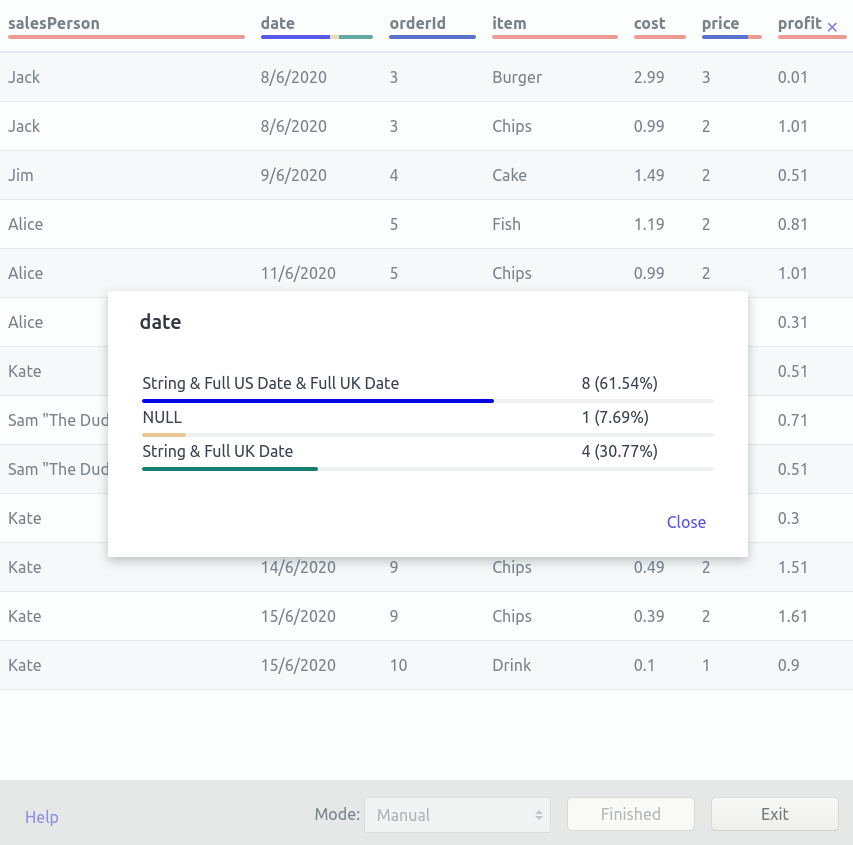 salesPerson date orderId item cost price profit ×
Jack 8/6/2020 3 Burger 2.99 3 0.01
Jack 8/6/2020 3 Chips 0.99 2 1.01
Jim 9/6/2020 4 Cake 1.49 2 0.51
Alice 5 Fish 1.19 2 0.81
Alice 11/6/2020 5 Chips 0.99 2 1.01
Alice 0.31
Kate 0.51
Sam "The Dud 0.71
Sam "The Dud 0.51
Kate 0.3
date
String & Full US Date & Full UK Date 8 (61.54%)
NULL 1 (7.69%)
String & Full UK Date 4 (30.77%)
Close
Kate 14/6/2020 9 Chips 0.49 2 1.51
Kate 15/6/2020 9 Chips 0.39 2 1.61
Kate 15/6/2020 10 Drink 0.1 1 0.9
Help Mode: Manual Finished Exit